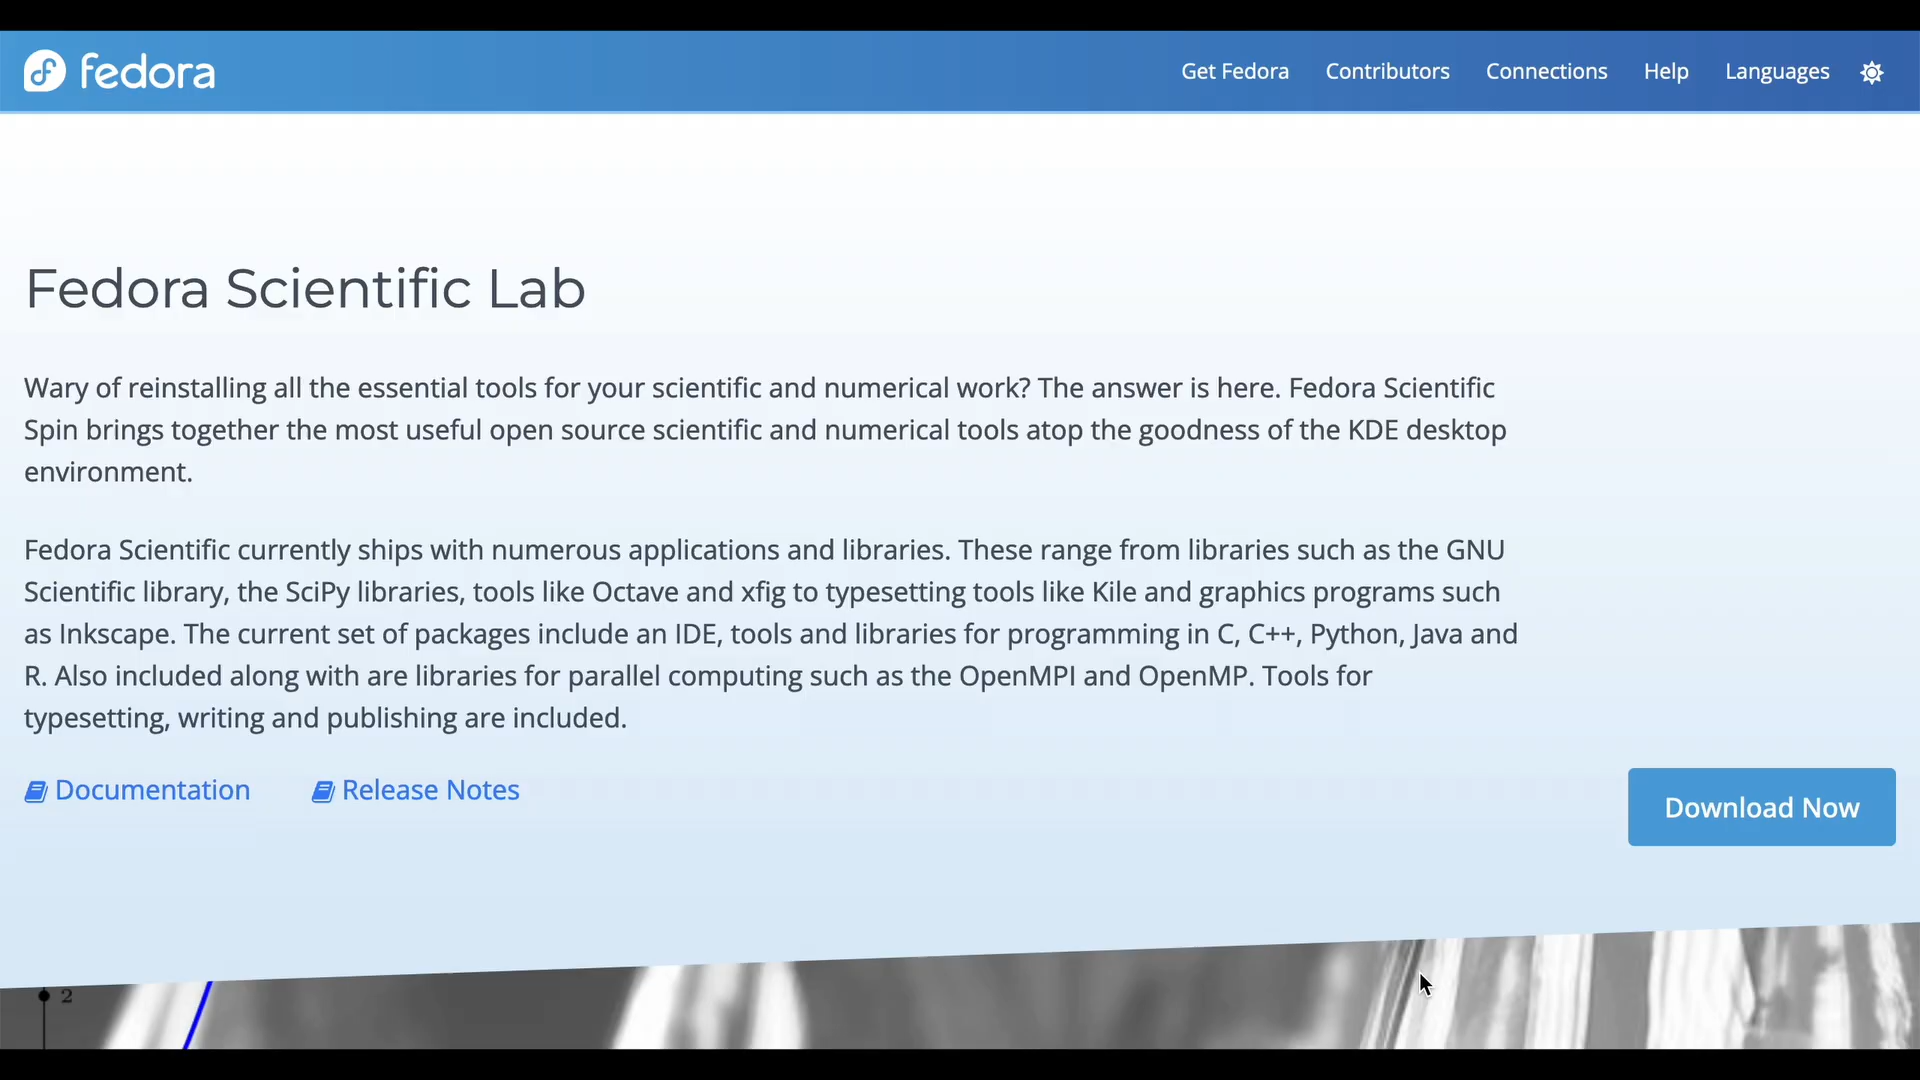 fedora
Get Fedora Contributors Connections Help Languages
Fedora Scientific Lab
Wary of reinstalling all the essential tools for your scientific and numerical work? The answer is here. Fedora Scientific
Spin brings together the most useful open source scientific and numerical tools atop the goodness of the KDE desktop
environment.
Fedora Scientific currently ships with numerous applications and libraries. These range from libraries such as the GNU
Scientific library, the SciPy libraries, tools like Octave and xfig to typesetting tools like Kile and graphics programs such
as Inkscape. The current set of packages include an IDE, tools and libraries for programming in C, C++, Python, Java and
R. Also included along with are libraries for parallel computing such as the OpenMPI and OpenMP. Tools for
typesetting, writing and publishing are included.
Documentation Release Notes
Download Now
2